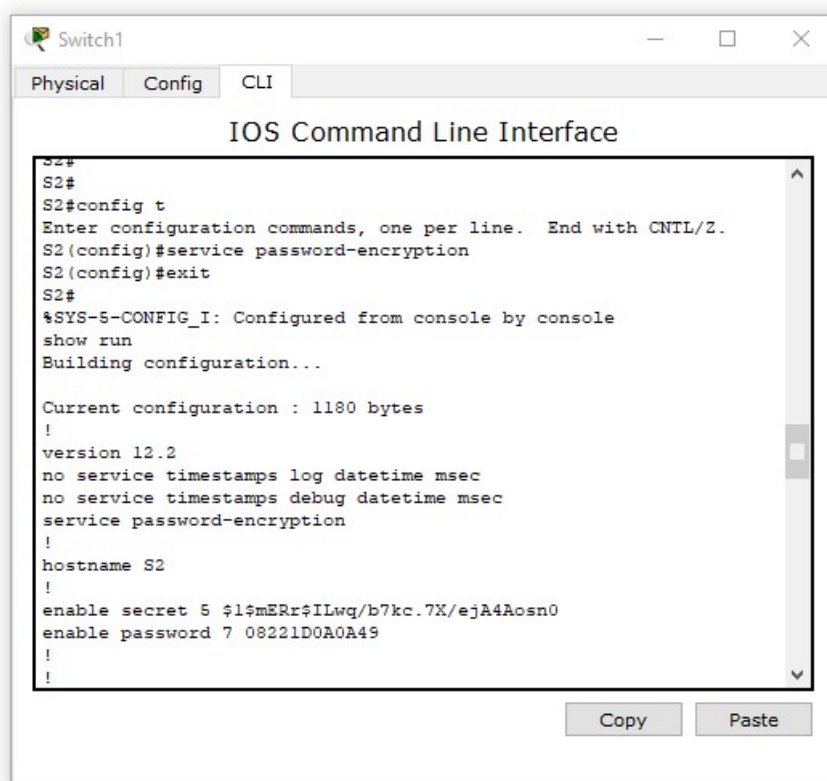 Switch1
Physical Config CLI
IOS Command Line Interface
S2#
S2#
S2#config t
Enter configuration commands, one per line.  End with CNTL/Z.
S2(config)#service password-encryption
S2(config)#exit
S2#
%SYS-5-CONFIG_I: Configured from console by console
show run
Building configuration...
Current configuration : 1180 bytes
!
version 12.2
no service timestamps log datetime msec
no service timestamps debug datetime msec
service password-encryption
!
hostname S2
!
enable secret 5 $1$mERr$ILwq/b7kc.7X/ejA4Aosn0
enable password 7 08221D0A0A49
!
!
Copy Paste